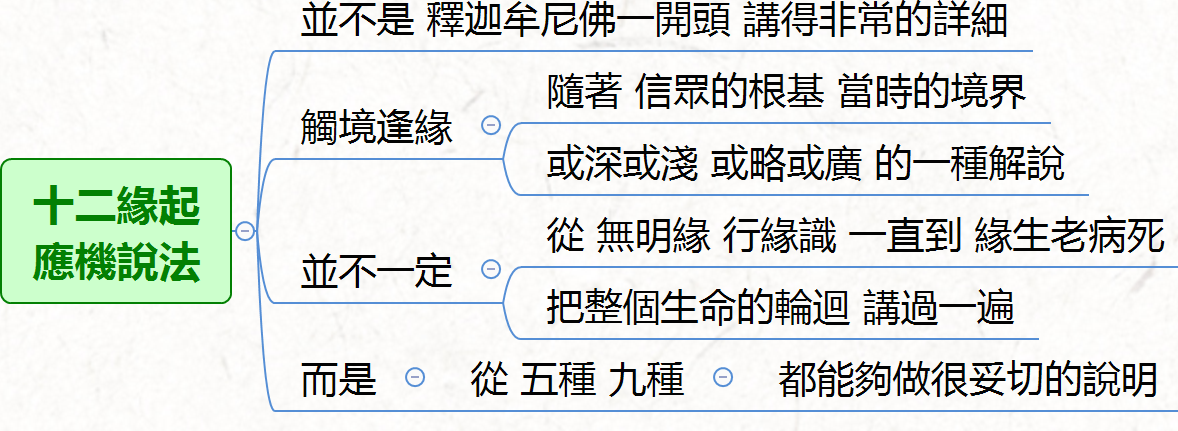 並不是 釋迦牟尼佛一開頭 講得非常的詳細
隨著 信眾的根基 當時的境界
觸境逢緣
或深或淺 或略或廣 的一種解說
十二緣起
應機說法
從 無明緣 行緣識 一直到 緣生老病死
並不一定
把整個生命的輪迴 講過一遍
而是 從 五種 九種 都能夠做很妥切的說明